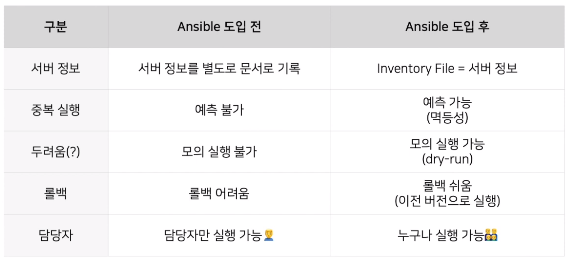 구분 Ansible 도입 전 Ansible 도입 후
서버 정보 서버 정보를 별도로 문서로 기록 Inventory File = 서버 정보
중복 실행 예측 불가 예측 가능
(멱등성)
두려움(?) 모의 실행 불가 모의 실행 가능
(dry-run)
롤백 롤백 어려움 롤백 쉬움
(이전 버전으로 실행)
담당자 담당자만 실행 가능🤦‍♂️ 누구나 실행 가능👯